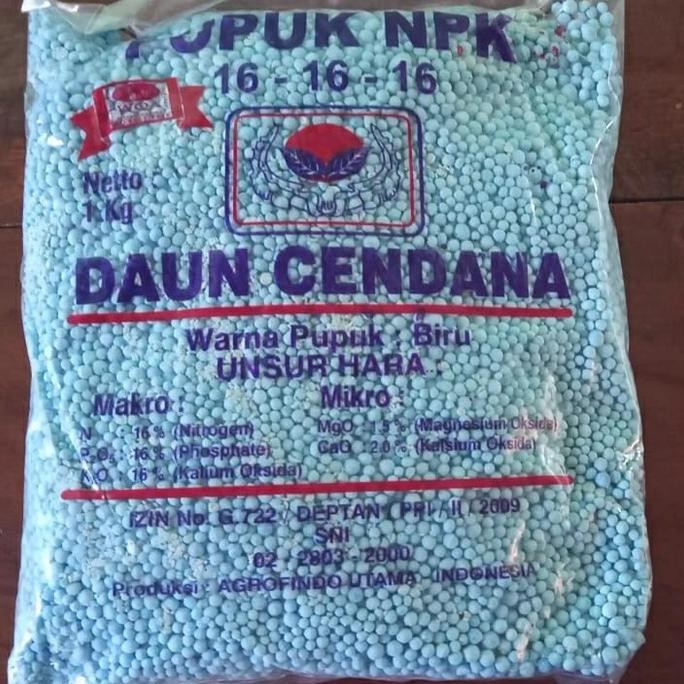 PUPUK NPK
16 - 16 - 16
Netto :
1 Kg
DAUN CENDANA
Warna Pupuk : Biru
UNSUR HARA :
Makro :
N : 16 % (Nitrogen)
P₂O₅ : 16 % (Phosphate)
K₂O : 16 % (Kalium Oksida)
Mikro :
MgO : 1.5 % (Magnesium Oksida)
CaO : 2.0 % (Kalsium Oksida)
IZIN No. G.722 / DEPTAN / PPI / II / 2009
SNI
02 - 2803 - 2000
Produksi : AGROFINDO UTAMA - INDONESIA